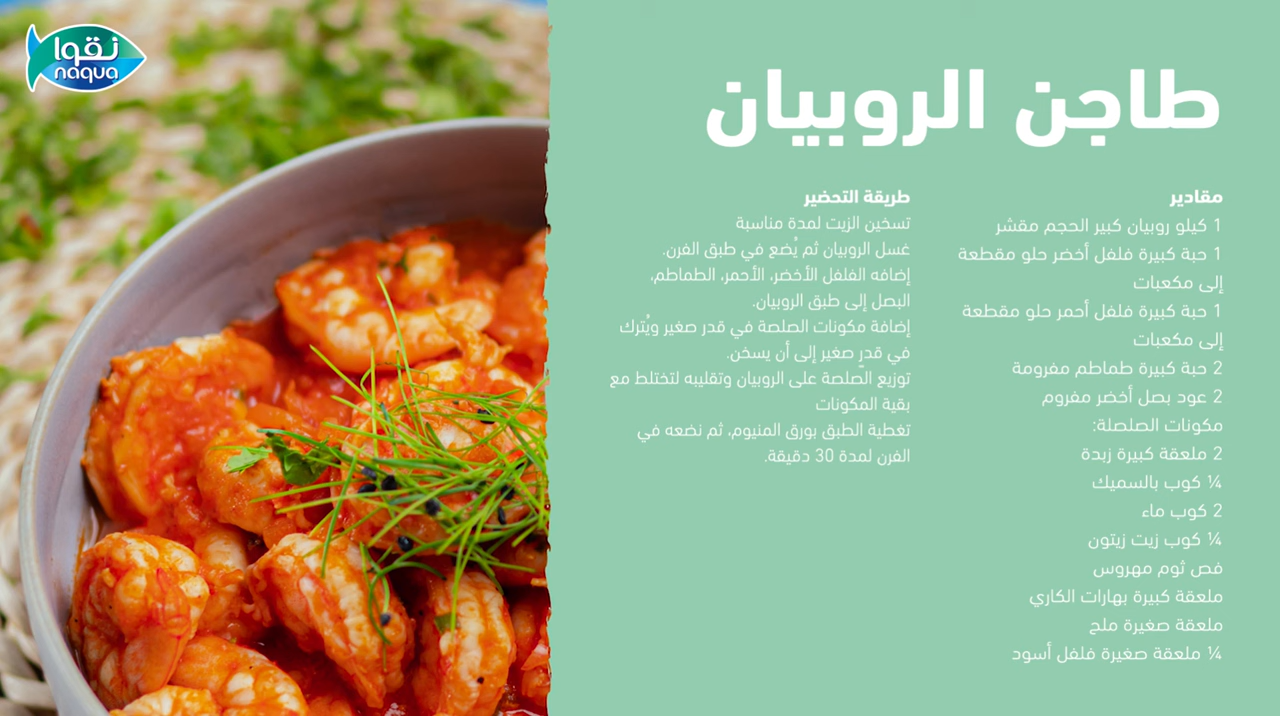 نقوا
naqua
طاجن الروبيان
مقادير
1 كيلو روبيان كبير الحجم مقشر
1 حبة كبيرة فلفل أخضر حلو مقطعة
إلى مكعبات
1 حبة كبيرة فلفل أحمر حلو مقطعة
إلى مكعبات
2 حبة كبيرة طماطم مفرومة
2 عود بصل أخضر مفروم
مكونات الصلصلة:
2 ملعقة كبيرة زبدة
¼ كوب بالسميك
2 كوب ماء
¼ كوب زيت زيتون
فص ثوم مهروس
ملعقة كبيرة بهارات الكاري
ملعقة صغيرة ملح
¼ ملعقة صغيرة فلفل أسود
طريقة التحضير
تسخين الزيت لمدة مناسبة
غسل الروبيان ثم يُضع في طبق الفرن.
إضافه الفلفل الأخضر، الأحمر، الطماطم،
البصل إلى طبق الروبيان.
إضافة مكونات الصلصة في قدر صغير ويُترك
في قدرٍ صغير إلى أن يسخن.
توزيع الصّلصة على الروبيان وتقليبه لتختلط مع
بقية المكونات
تغطية الطبق بورق المنيوم، ثم نضعه في
الفرن لمدة 30 دقيقة.